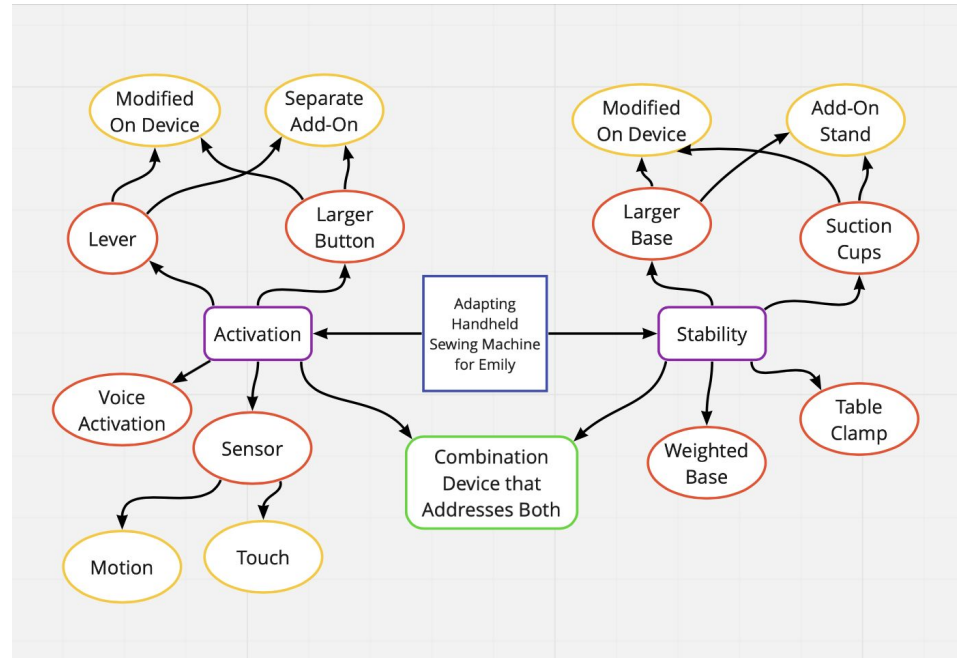 Modified
On Device
Separate
Add-On
Modified
On Device
Add-On
Stand
Lever
Larger
Button
Larger
Base
Suction
Cups
Activation
Adapting
Handheld
Sewing Machine
for Emily
Stability
Voice
Activation
Sensor
Combination
Device that
Addresses Both
Weighted
Base
Table
Clamp
Motion
Touch